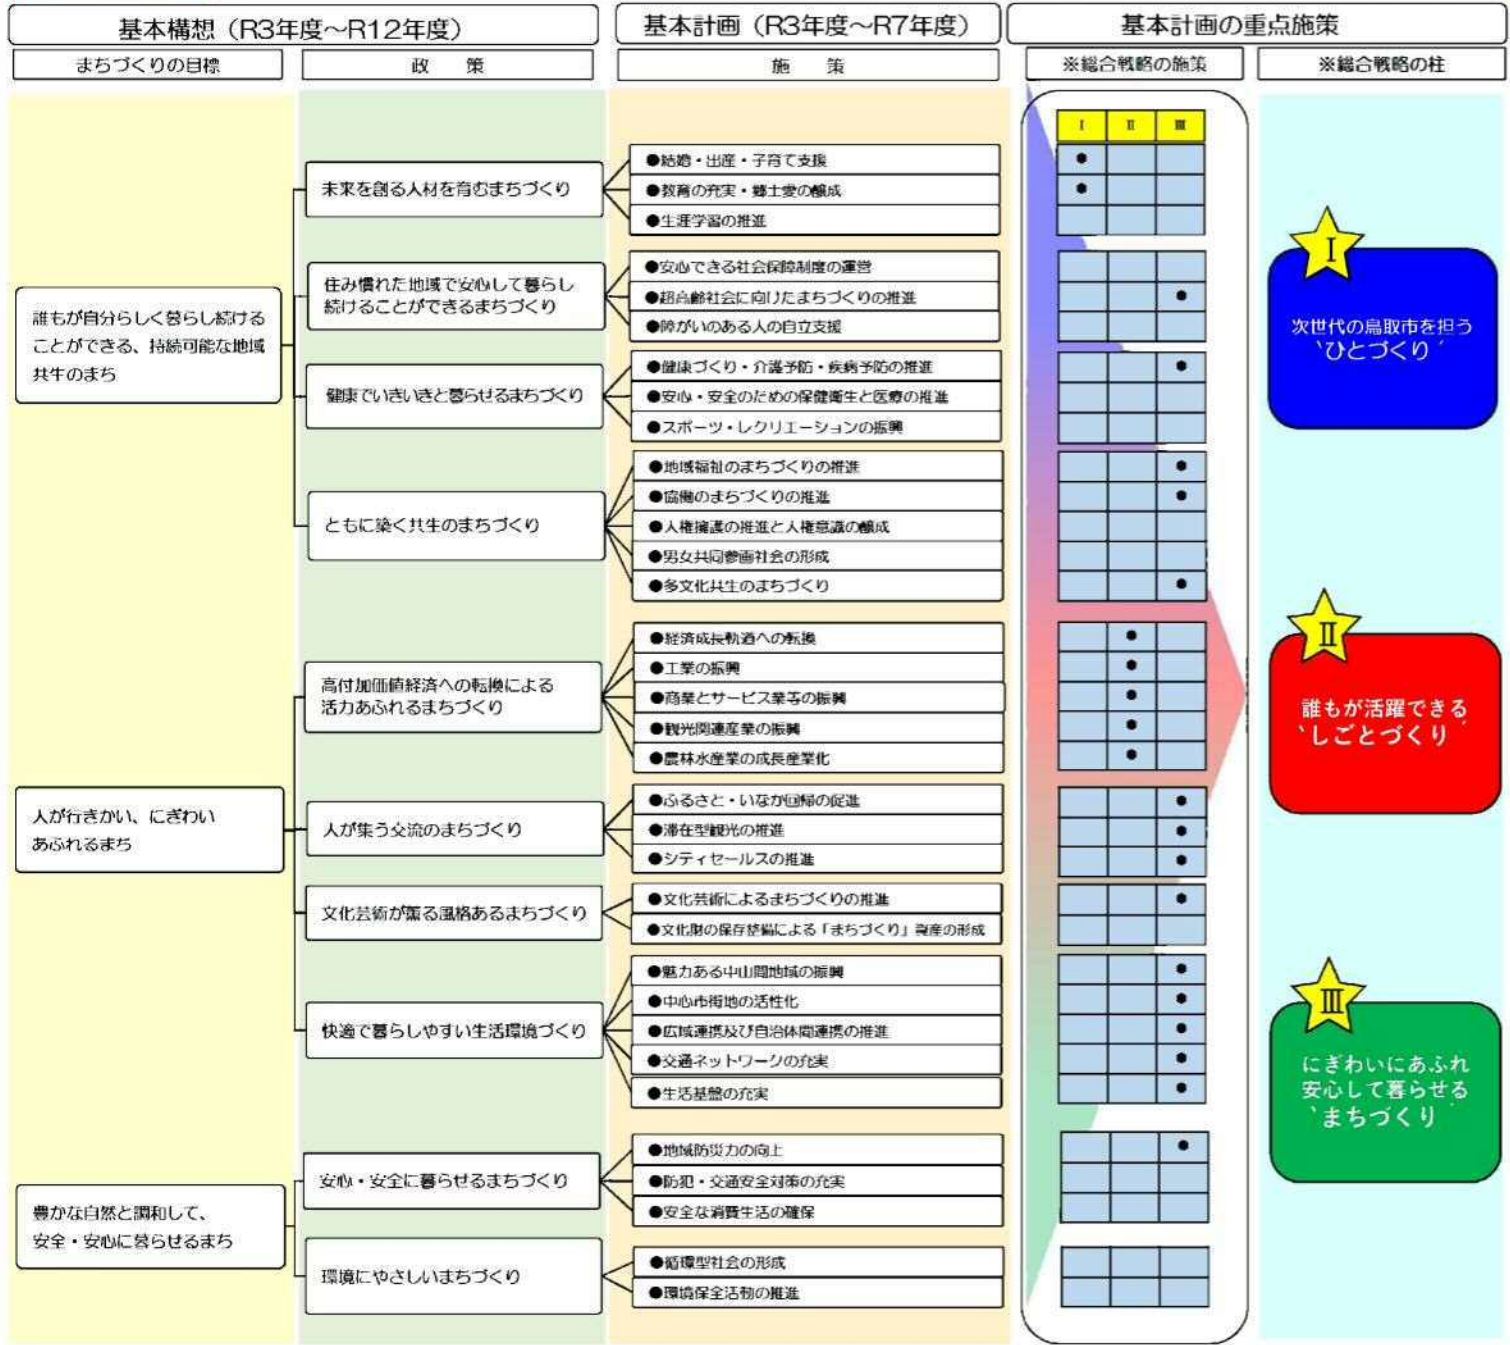 基本構想（R3年度～R12年度）
基本計画（R3年度～R7年度）
基本計画の重点施策
まちづくりの目標
政　策
施　策
※総合戦略の施策
※総合戦略の柱
I
II
III
誰もが自分らしく暮らし続ける
ことができる、持続可能な地域
共生のまち
未来を創る人材を育むまちづくり
●結婚・出産・子育て支援
●教育の充実・郷土愛の醸成
●生涯学習の推進
住み慣れた地域で安心して暮らし
続けることができるまちづくり
●安心できる社会保障制度の運営
●超高齢社会に向けたまちづくりの推進
●障がいのある人の自立支援
健康でいきいきと暮らせるまちづくり
●健康づくり・介護予防・疾病予防の推進
●安心・安全のための保健衛生と医療の推進
●スポーツ・レクリエーションの振興
ともに築く共生のまちづくり
●地域福祉のまちづくりの推進
●協働のまちづくりの推進
●人権擁護の推進と人権意識の醸成
●男女共同参画社会の形成
●多文化共生のまちづくり
人が行きかい、にぎわい
あふれるまち
高付加価値経済への転換による
活力あふれるまちづくり
●経済成長軌道への転換
●工業の振興
●商業とサービス業等の振興
●観光関連産業の振興
●農林水産業の成長産業化
人が集う交流のまちづくり
●ふるさと・いなか回帰の促進
●滞在型観光の推進
●シティセールスの推進
文化芸術が薫る風格あるまちづくり
●文化芸術によるまちづくりの推進
●文化財の保存整備による「まちづくり」資産の形成
快適で暮らしやすい生活環境づくり
●魅力ある中山間地域の振興
●中心市街地の活性化
●広域連携及び自治体間連携の推進
●交通ネットワークの充実
●生活基盤の充実
豊かな自然と調和して、
安全・安心に暮らせるまち
安心・安全に暮らせるまちづくり
●地域防災力の向上
●防犯・交通安全対策の充実
●安全な消費生活の確保
環境にやさしいまちづくり
●循環型社会の形成
●環境保全活動の推進
I
次世代の鳥取市を担う
‵ひとづくり′
II
誰もが活躍できる
‵しごとづくり′
III
にぎわいにあふれ
安心して暮らせる
‵まちづくり′